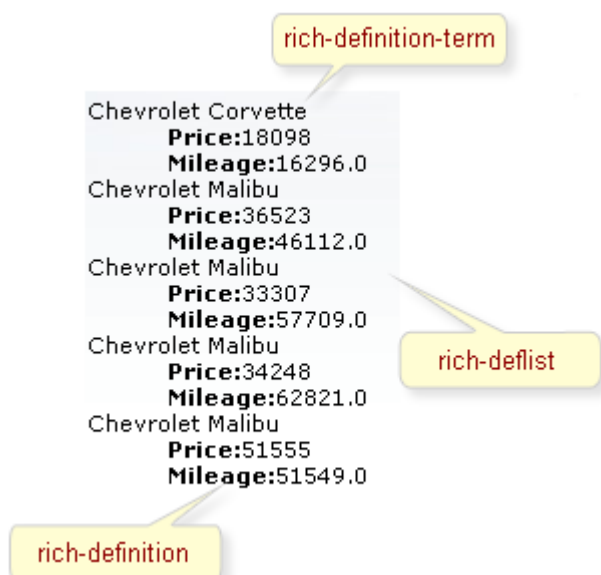 rich-definition-term
Chevrolet Corvette
Price:18098
Mileage:16296.0
Chevrolet Malibu
Price:36523
Mileage:46112.0
Chevrolet Malibu
Price:33307
Mileage:57709.0
Chevrolet Malibu
Price:34248
Mileage:62821.0
Chevrolet Malibu
Price:51555
Mileage:51549.0
rich-deflist
rich-definition